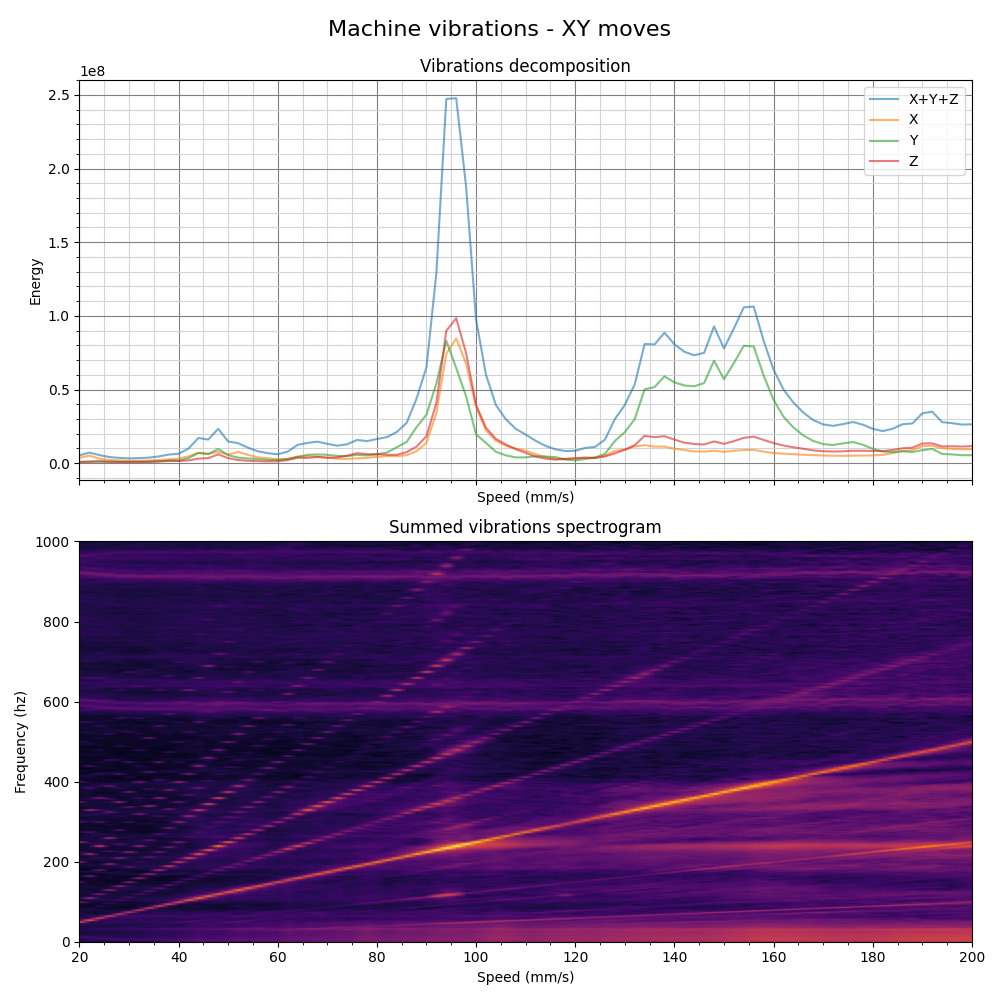 Machine vibrations - XY moves
Vibrations decomposition
1e8
2.5
2.0
1.5
1.0
0.5
0.0
Energy
X+Y+Z
X
Y
Z
Speed (mm/s)
Summed vibrations spectrogram
1000
800
600
400
200
0
Frequency (hz)
20 40 60 80 100 120 140 160 180 200
Speed (mm/s)